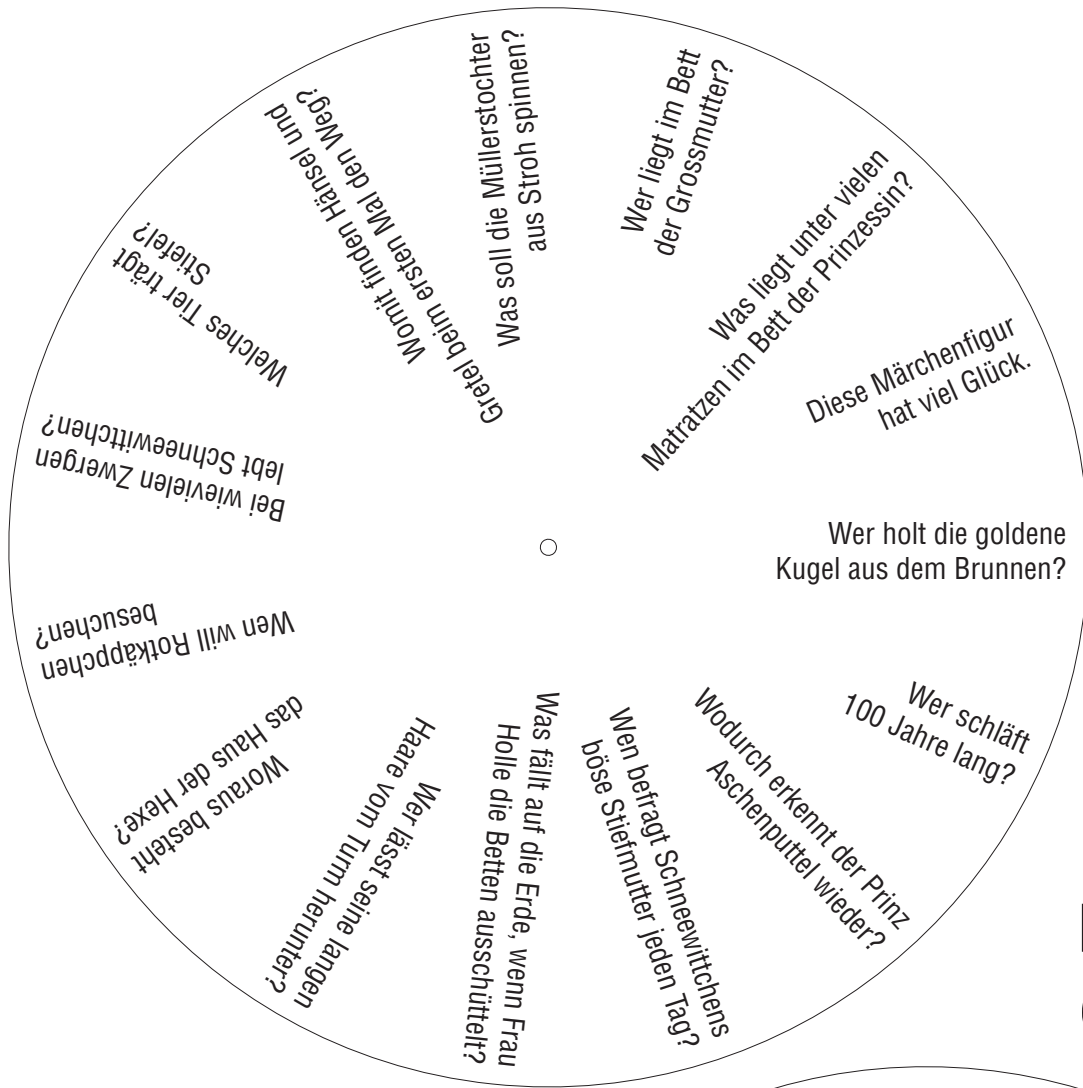 Was soll die Müllerstochter
aus Stroh spinnen?
Wer liegt im Bett
der Grossmutter?
Was liegt unter vielen
Matratzen im Bett der Prinzessin?
Diese Märchenfigur
hat viel Glück.
Wer holt die goldene
Kugel aus dem Brunnen?
Wer schläft
100 Jahre lang?
Wodurch erkennt der Prinz
Aschenputtel wieder?
Wen befragt Schneewittchens
böse Stiefmutter jeden Tag?
Was fällt auf die Erde, wenn Frau
Holle die Betten ausschüttelt?
Wer lässt seine langen
Haare vom Turm herunter?
Woraus besteht
das Haus der Hexe?
Wen will Rotkäppchen
besuchen?
Bei wievielen Zwergen
lebt Schneewittchen?
Welches Tier trägt
Stiefel?
Womit finden Hänsel und
Gretel beim ersten Mal den Weg?